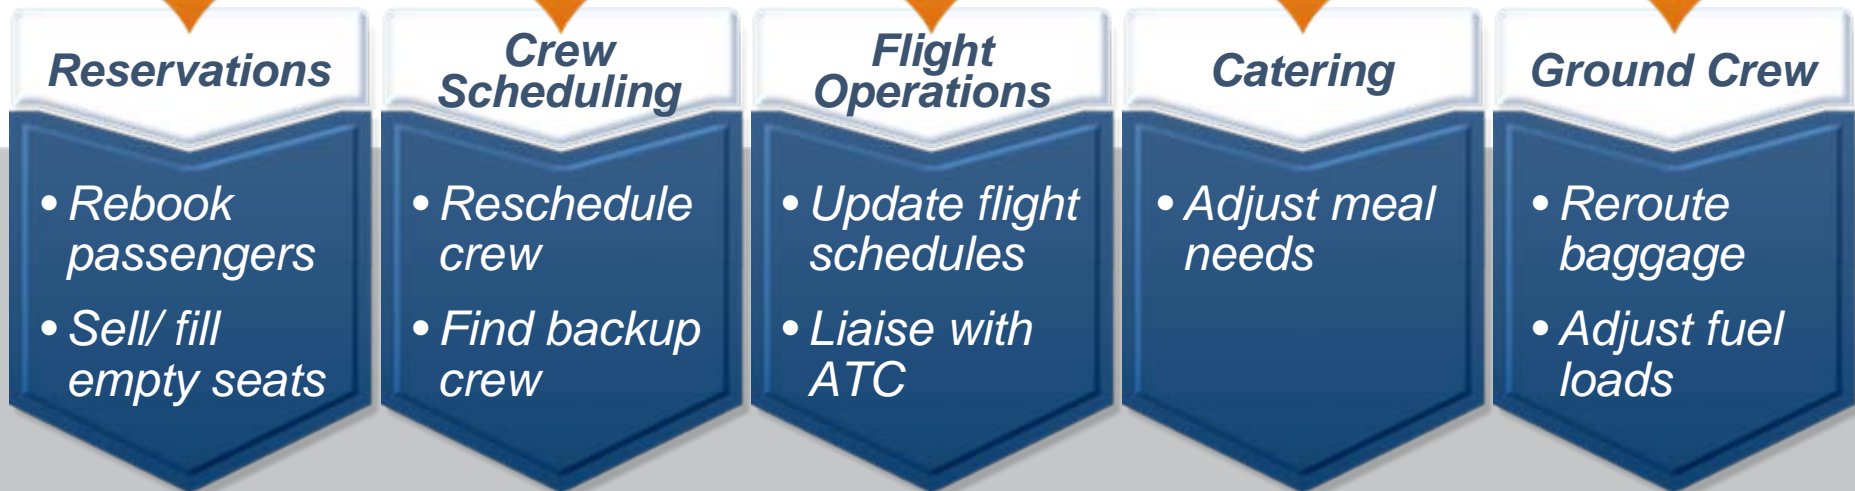 Reservations
• Rebook
passengers
• Sell/ fill
empty seats
Crew
Scheduling
• Reschedule
crew
• Find backup
crew
Flight
Operations
• Update flight
schedules
• Liaise with
ATC
Catering
• Adjust meal
needs
Ground Crew
• Reroute
baggage
• Adjust fuel
loads